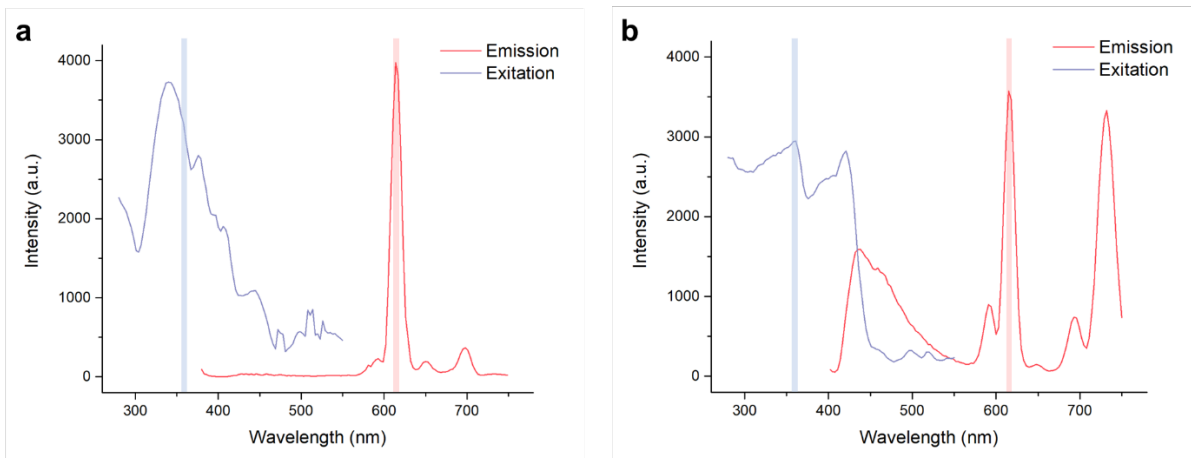 a
Emission
Exitation
4000
3000
2000
1000
0
Intensity (a.u.)
300 400 500 600 700
Wavelength (nm)
b
Emission
Exitation
4000
3000
2000
1000
0
Intensity (a.u.)
300 400 500 600 700
Wavelength (nm)